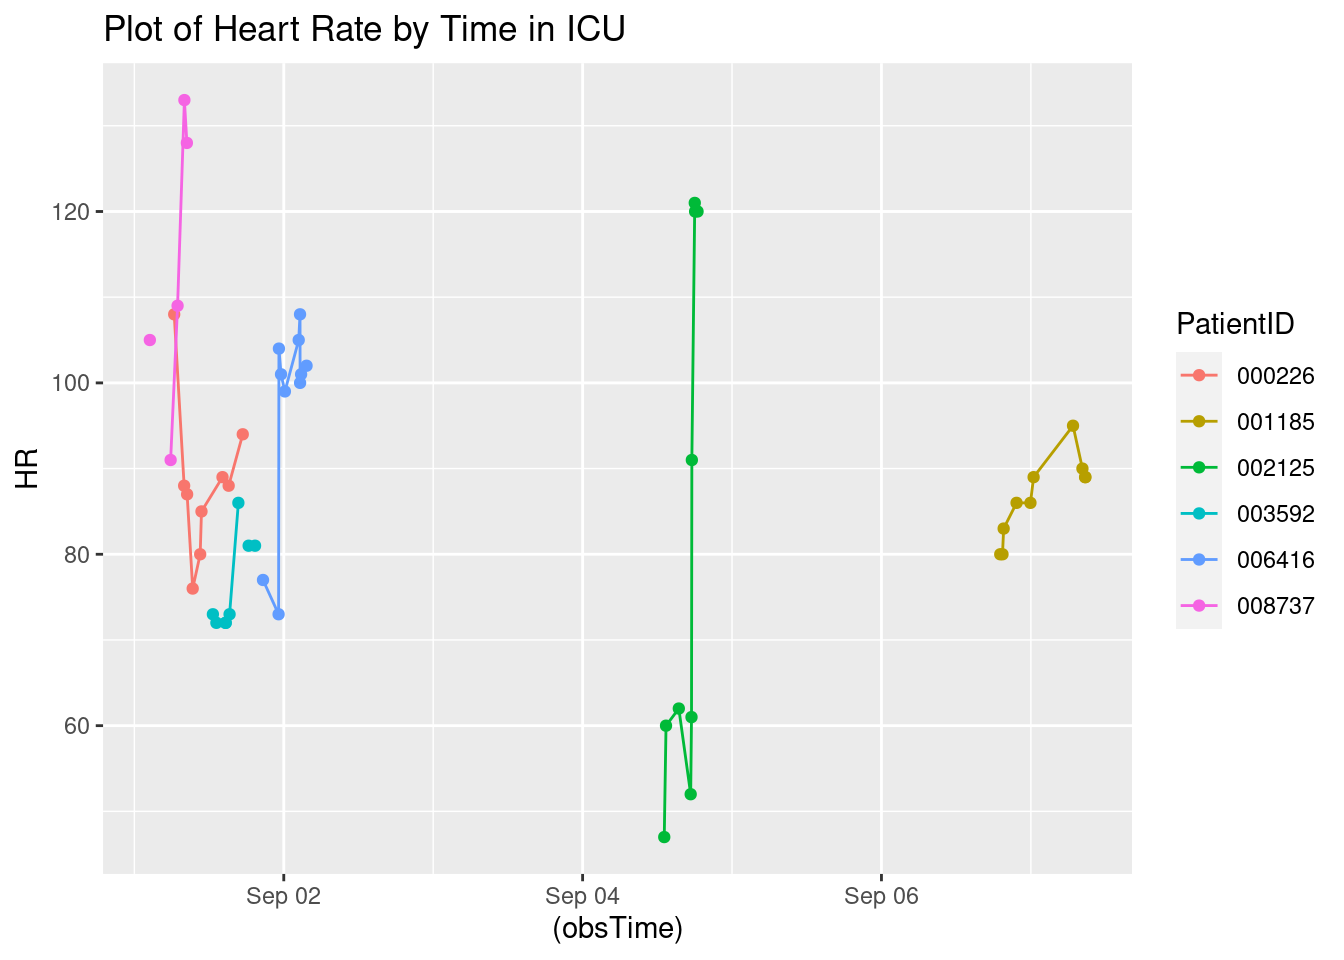 Plot of Heart Rate by Time in ICU
HR
120
100
80
60
Sep 02
Sep 04
Sep 06
(obsTime)
PatientID
000226
001185
002125
003592
006416
008737